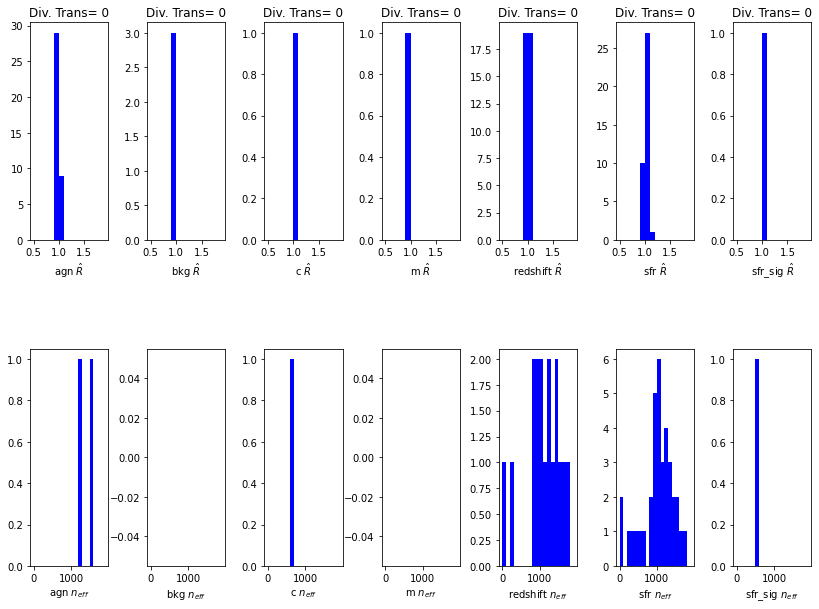 Div. Trans= 0 Div. Trans= 0 Div. Trans= 0 Div. Trans= 0 Div. Trans= 0 Div. Trans= 0 Div. Trans= 0
30 3.0 1.0 1.0 17.5 25 1.0
25 2.5 0.8 0.8 15.0 20 0.8
20 2.0 0.6 0.6 12.5 15 0.6
15 1.5 0.4 0.4 10.0 10 0.4
10 1.0 0.2 0.2 7.5 5 0.2
5 0.5 0.0 0.0 5.0 0 0.0
0 0.0 2.5
0.0
0.5 1.0 1.5 0.5 1.0 1.5 0.5 1.0 1.5 0.5 1.0 1.5 0.5 1.0 1.5 0.5 1.0 1.5 0.5 1.0 1.5
agn R̂ bkg R̂ c R̂ m R̂ redshift R̂ sfr R̂ sfr_sig R̂
1.0 0.04 1.0 0.04 2.00 6 1.0
0.8 0.02 0.8 0.02 1.75 5 0.8
0.6 0.00 0.6 0.00 1.50 4 0.6
0.4 −0.02 0.4 −0.02 1.25 3 0.4
0.2 −0.04 0.2 −0.04 1.00 2 0.2
0.0 0.0 0.75 1 0.0
0.50 0
0.25
0.00
0 1000 0 1000 0 1000 0 1000 0 1000 0 1000 0 1000
agn n_eff bkg n_eff c n_eff m n_eff redshift n_eff sfr n_eff sfr_sig n_eff